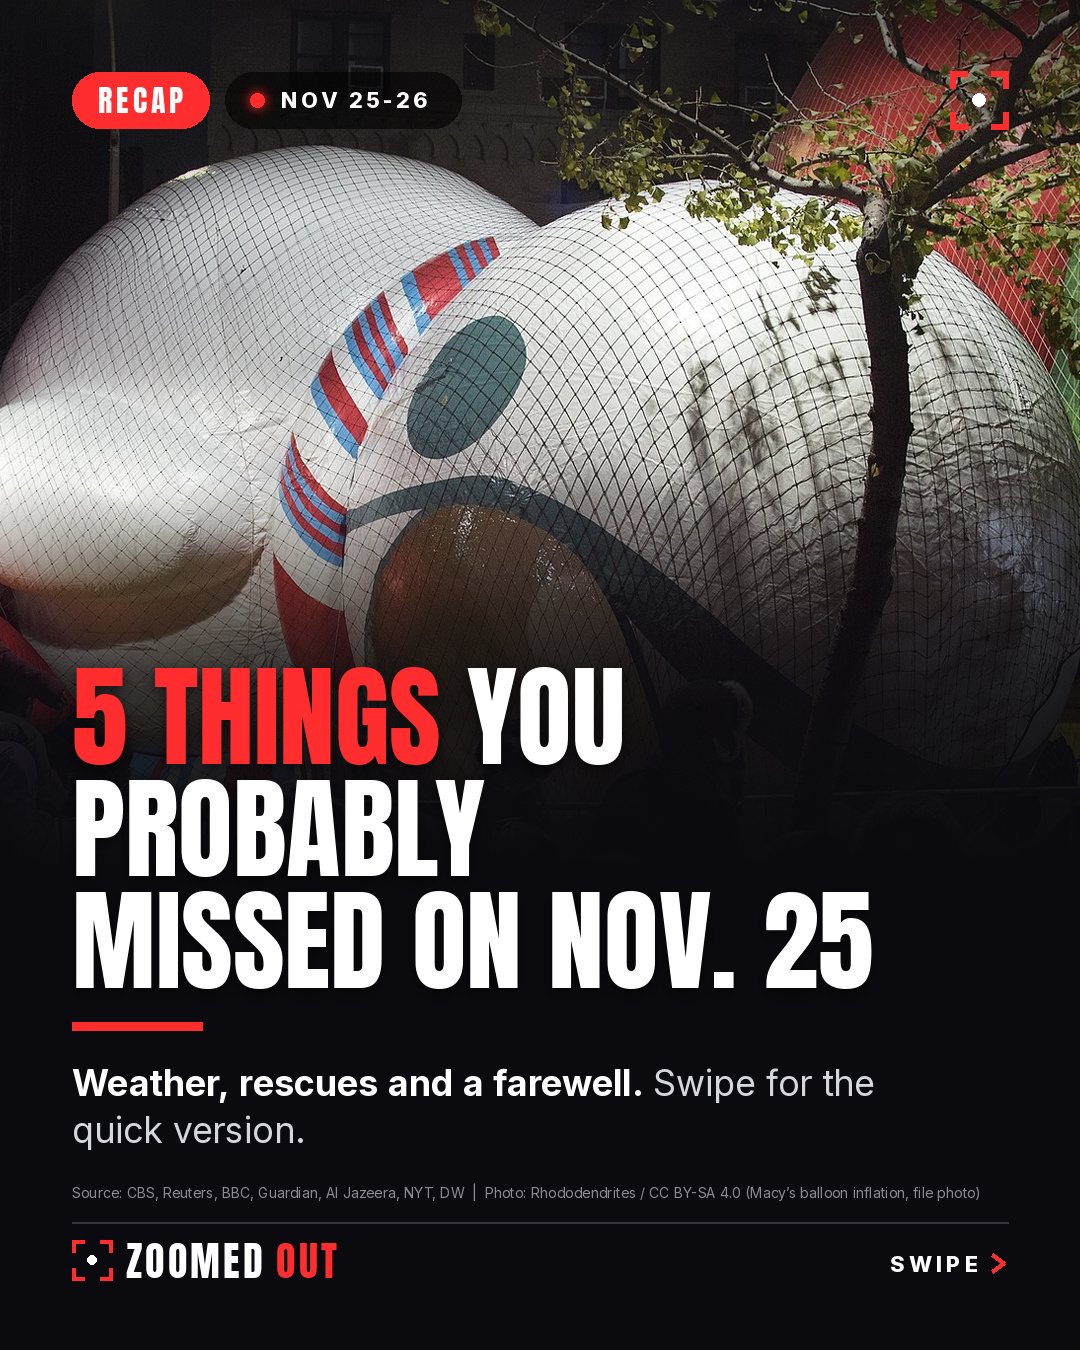 RECAP
NOV 25-26
5 THINGS YOU
PROBABLY
MISSED ON NOV. 25
Weather, rescues and a farewell. Swipe for the
quick version.
Source: CBS, Reuters, BBC, Guardian, Al Jazeera, NYT, DW | Photo: Rhododendrites / CC BY-SA 4.0 (Macy’s balloon inflation, file photo)
ZOOMED OUT
SWIPE